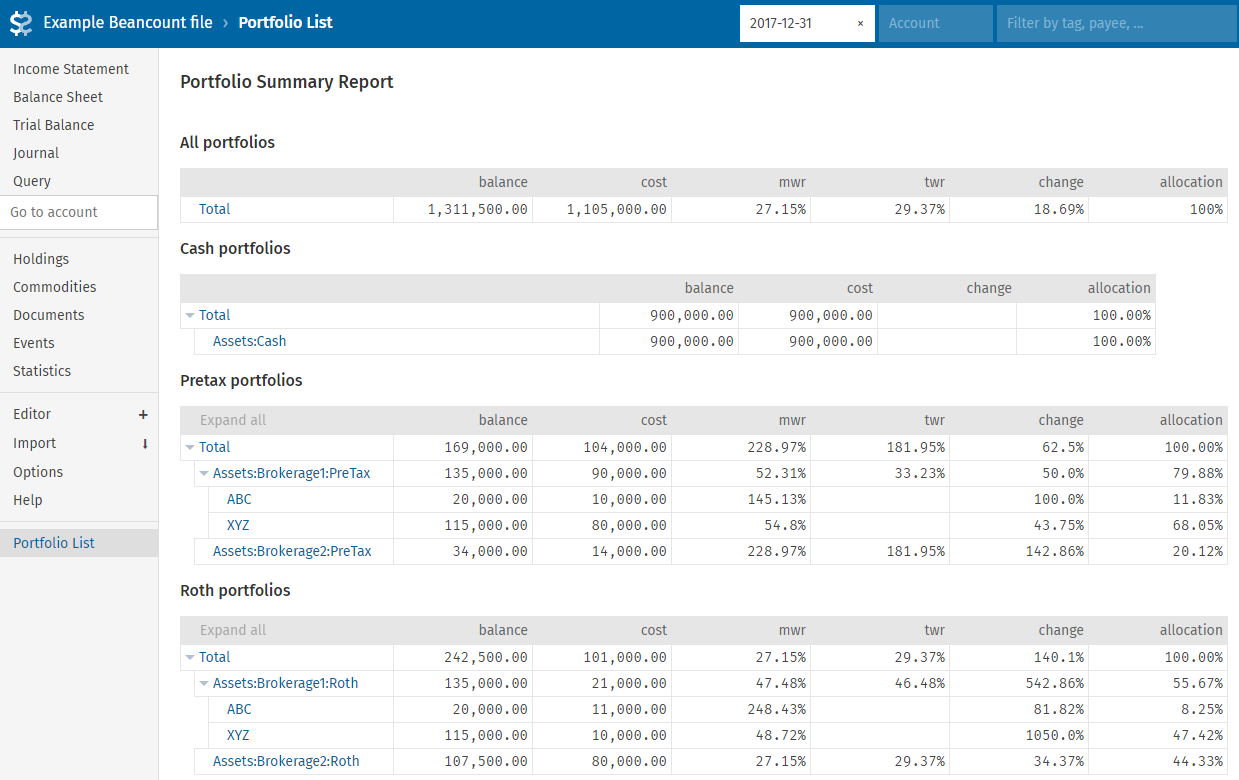 Example Beancount file › Portfolio List
2017-12-31 ×
Account
Filter by tag, payee, ...
Income Statement
Balance Sheet
Trial Balance
Journal
Query
Go to account
Holdings
Commodities
Documents
Events
Statistics
Editor +
Import ⬇
Options
Help
Portfolio List
Portfolio Summary Report
All portfolios
balance cost mwr twr change allocation
Total 1,311,500.00 1,105,000.00 27.15% 29.37% 18.69% 100%
Cash portfolios
balance cost change allocation
Total 900,000.00 900,000.00 100.00%
Assets:Cash 900,000.00 900,000.00 100.00%
Pretax portfolios
Expand all balance cost mwr twr change allocation
Total 169,000.00 104,000.00 228.97% 181.95% 62.5% 100.00%
Assets:Brokerage1:PreTax 135,000.00 90,000.00 52.31% 33.23% 50.0% 79.88%
ABC 20,000.00 10,000.00 145.13% 100.0% 11.83%
XYZ 115,000.00 80,000.00 54.8% 43.75% 68.05%
Assets:Brokerage2:PreTax 34,000.00 14,000.00 228.97% 181.95% 142.86% 20.12%
Roth portfolios
Expand all balance cost mwr twr change allocation
Total 242,500.00 101,000.00 27.15% 29.37% 140.1% 100.00%
Assets:Brokerage1:Roth 135,000.00 21,000.00 47.48% 46.48% 542.86% 55.67%
ABC 20,000.00 11,000.00 248.43% 81.82% 8.25%
XYZ 115,000.00 10,000.00 48.72% 1050.0% 47.42%
Assets:Brokerage2:Roth 107,500.00 80,000.00 27.15% 29.37% 34.37% 44.33%